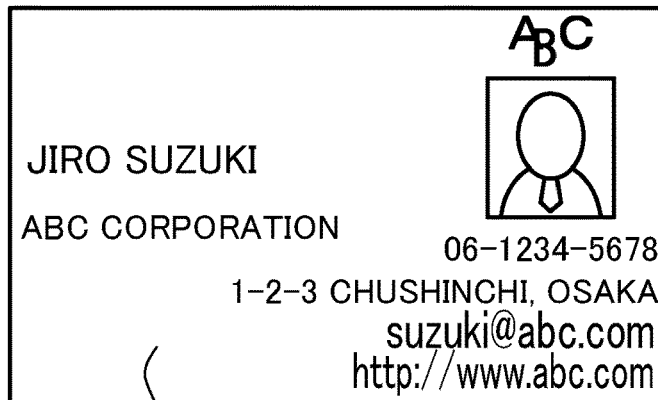 ABC
JIRO SUZUKI
ABC CORPORATION
06-1234-5678
1-2-3 CHUSHINCHI, OSAKA
suzuki@abc.com
http://www.abc.com